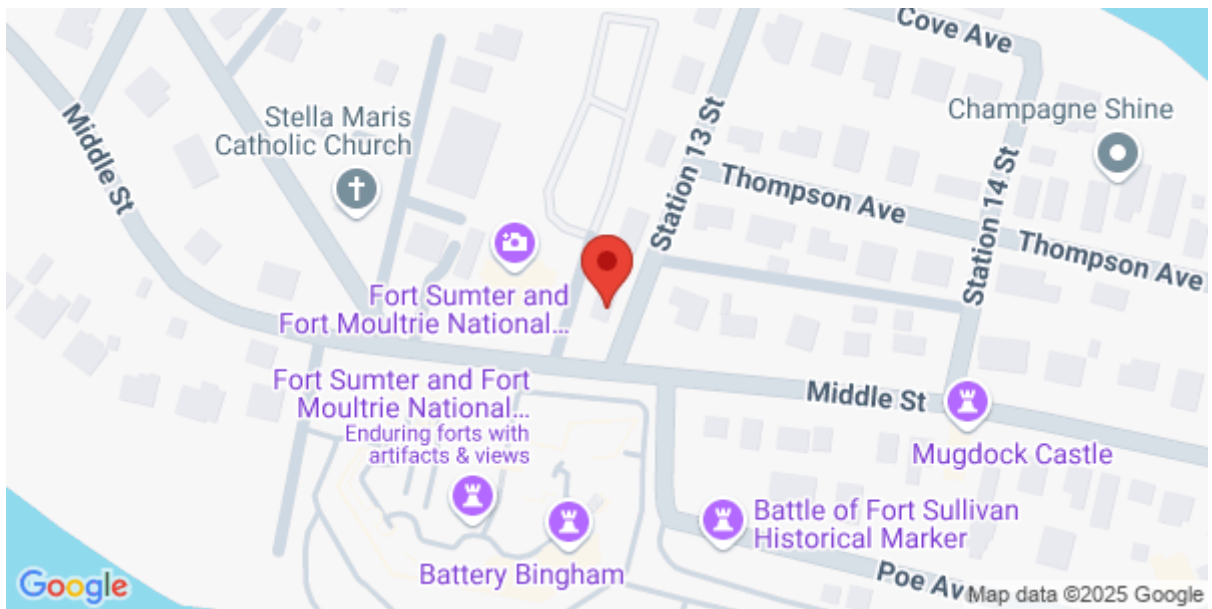 Cove Ave
Champagne Shine
Stella Maris
Catholic Church
Middle St
Station 13 St
Thompson Ave
Station 14 St
Thompson Ave
Fort Sumter and
Fort Moultrie National...
Fort Sumter and Fort
Moultrie National...
Enduring forts with
artifacts & views
Middle St
Mugdock Castle
Battle of Fort Sullivan
Historical Marker
Battery Bingham
Poe Av
Google
Map data ©2025 Google